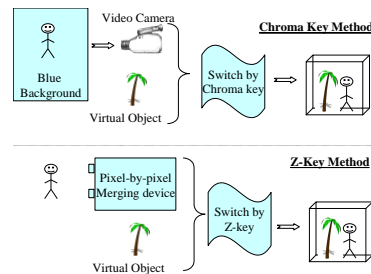 Video Camera
Chroma Key Method
Blue
Background
Switch by
Chroma key
Virtual Object
Z-Key Method
Pixel-by-pixel
Merging device
Switch by
Z-key
Virtual Object